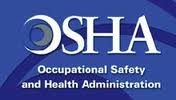 OSHA
Occupational Safety
and Health Administration